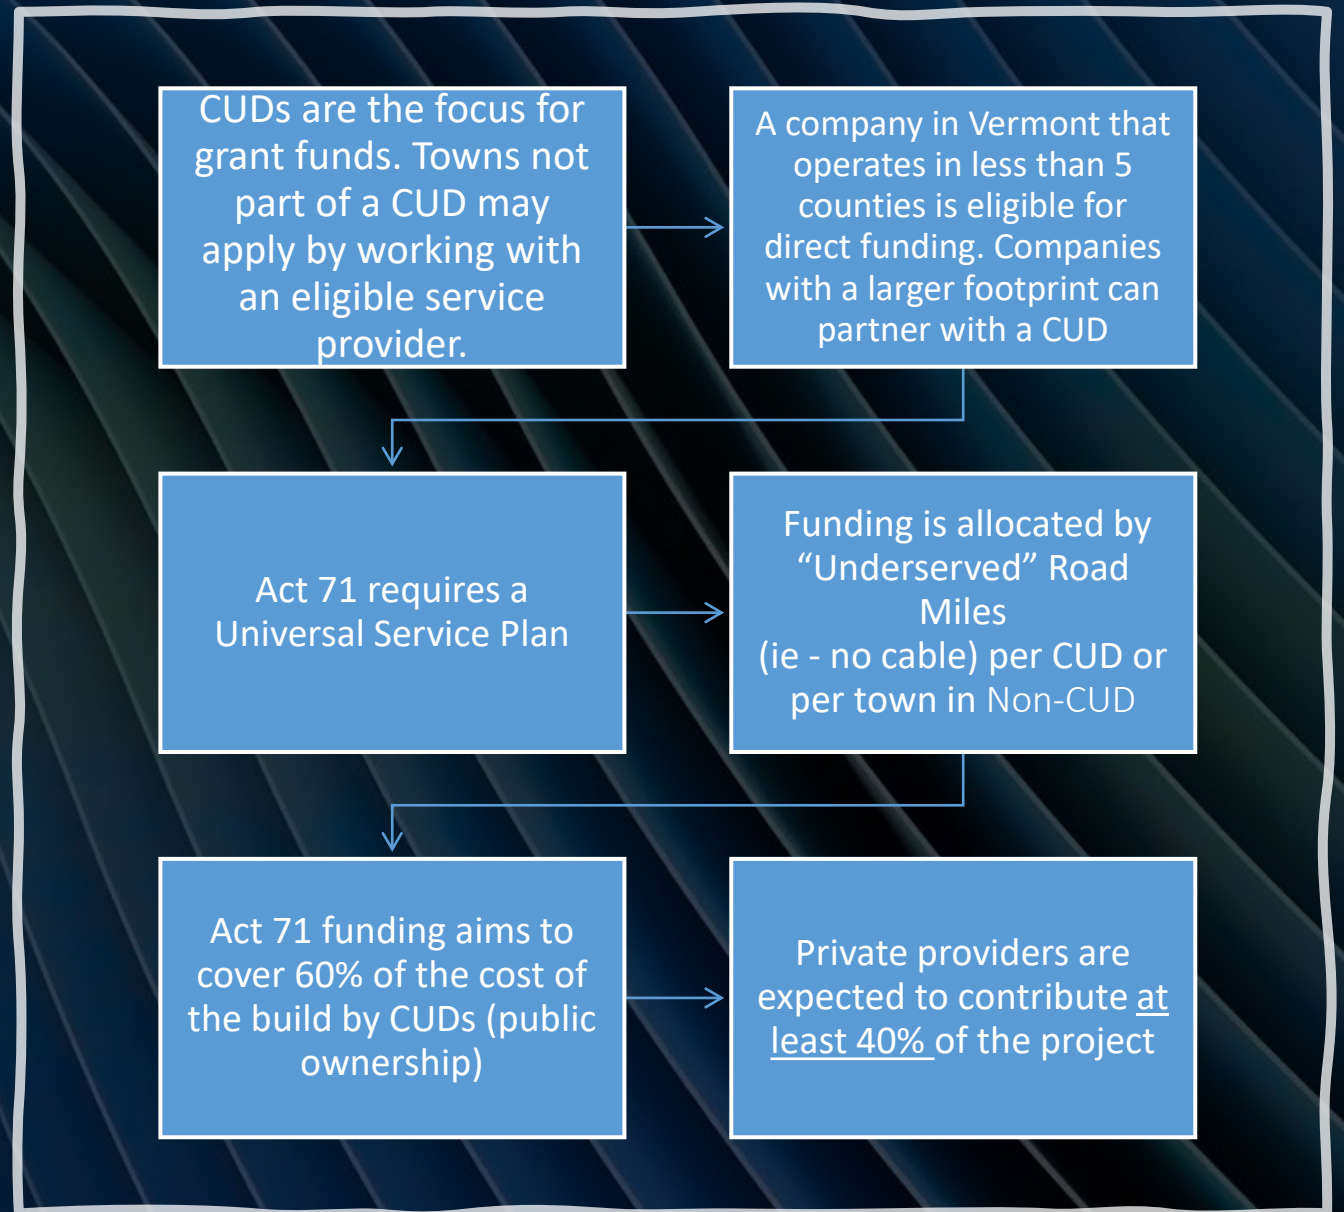 CUDs are the focus for
grant funds. Towns not
part of a CUD may
apply by working with
an eligible service
provider.
A company in Vermont that
operates in less than 5
counties is eligible for
direct funding. Companies
with a larger footprint can
partner with a CUD
Act 71 requires a
Universal Service Plan
Funding is allocated by
“Underserved” Road
Miles
(ie - no cable) per CUD or
per town in Non-CUD
Act 71 funding aims to
cover 60% of the cost of
the build by CUDs (public
ownership)
Private providers are
expected to contribute at
least 40% of the project